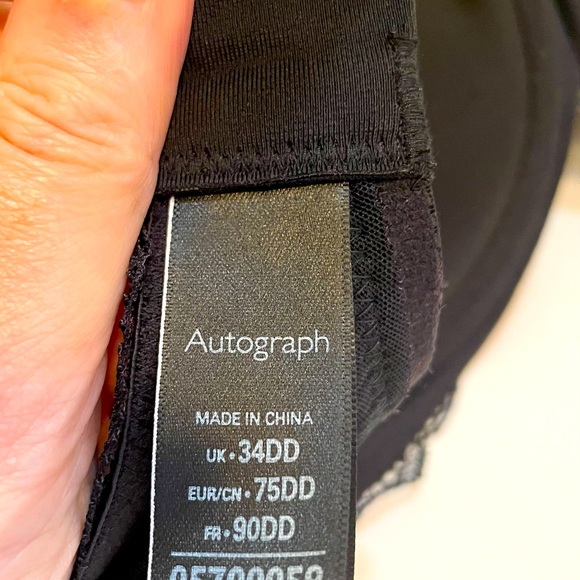 Autograph
MADE IN CHINA
UK•34DD
EUR/CN•75DD
FR•90DD